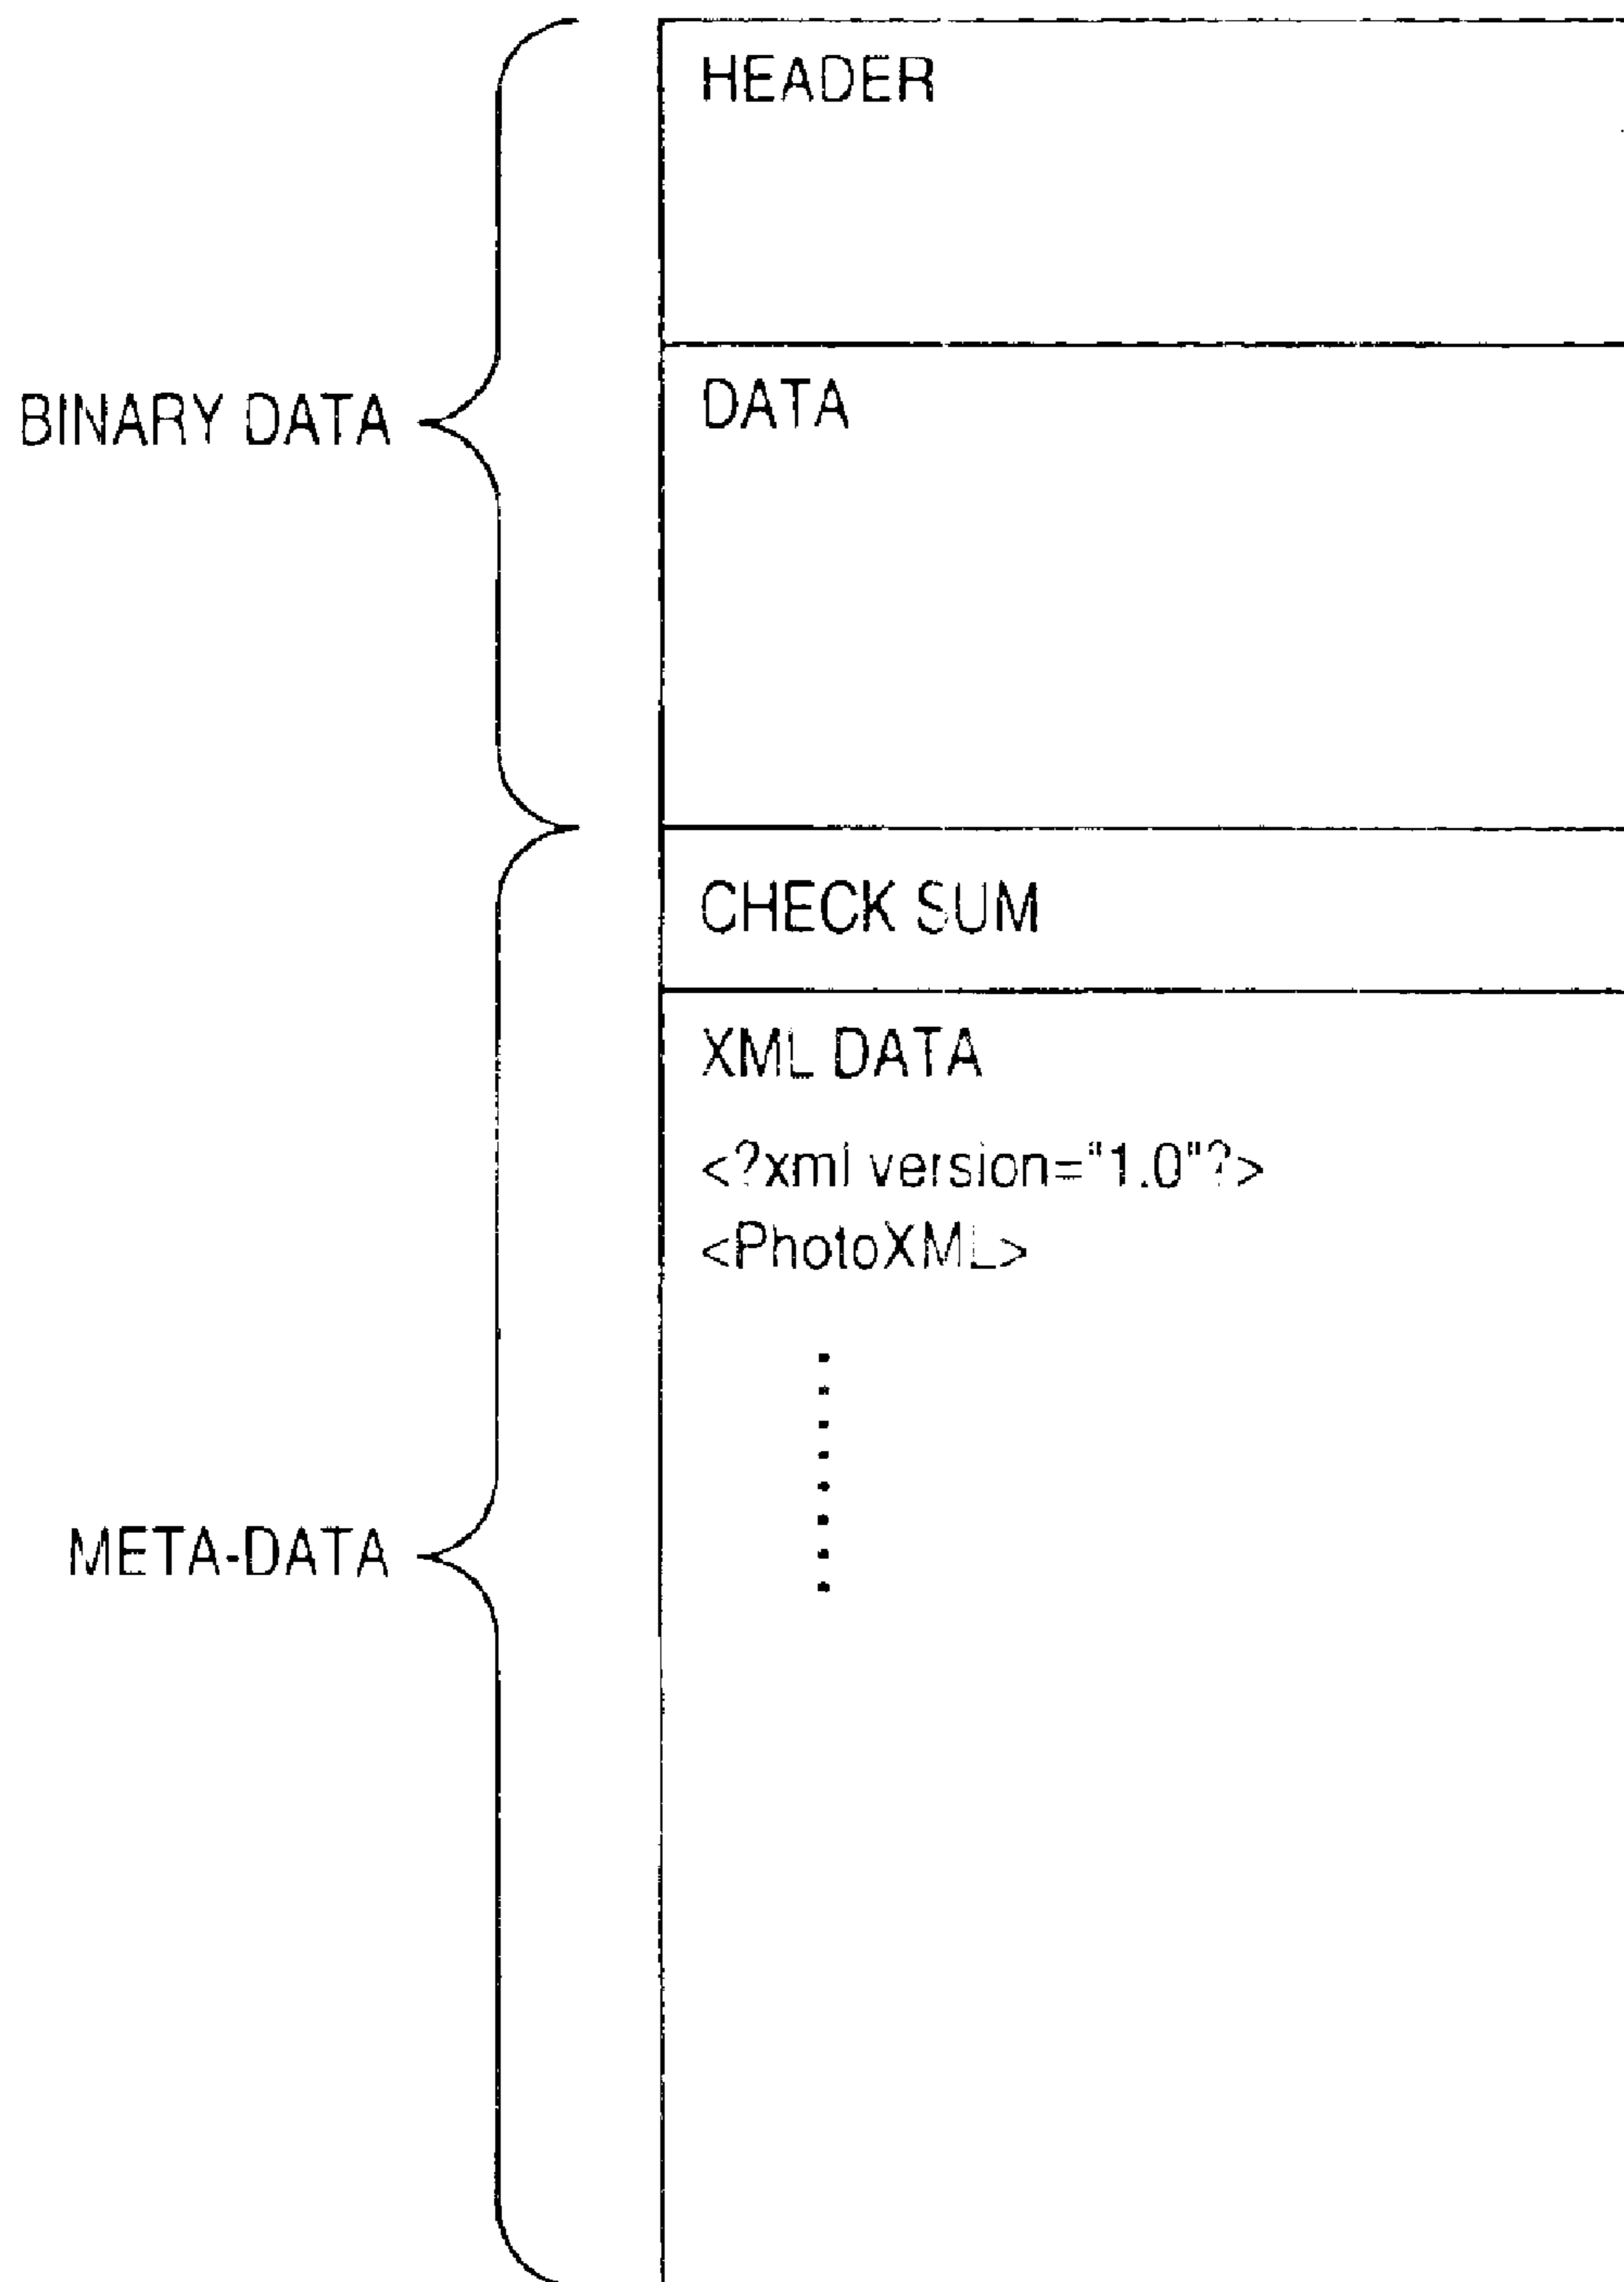 HEADER
BINARY DATA
DATA
CHECK SUM
XML DATA
<?xml version="1.0"?>
<PhotoXML>
META-DATA